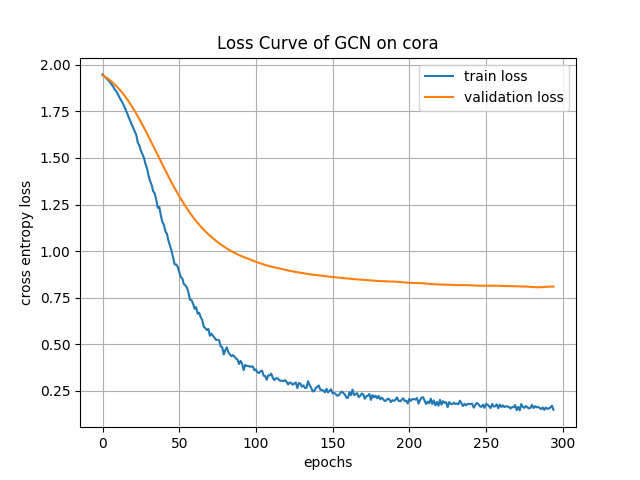 Loss Curve of GCN on cora
train loss
validation loss
cross entropy loss
2.00
1.75
1.50
1.25
1.00
0.75
0.50
0.25
0 50 100 150 200 250 300
epochs